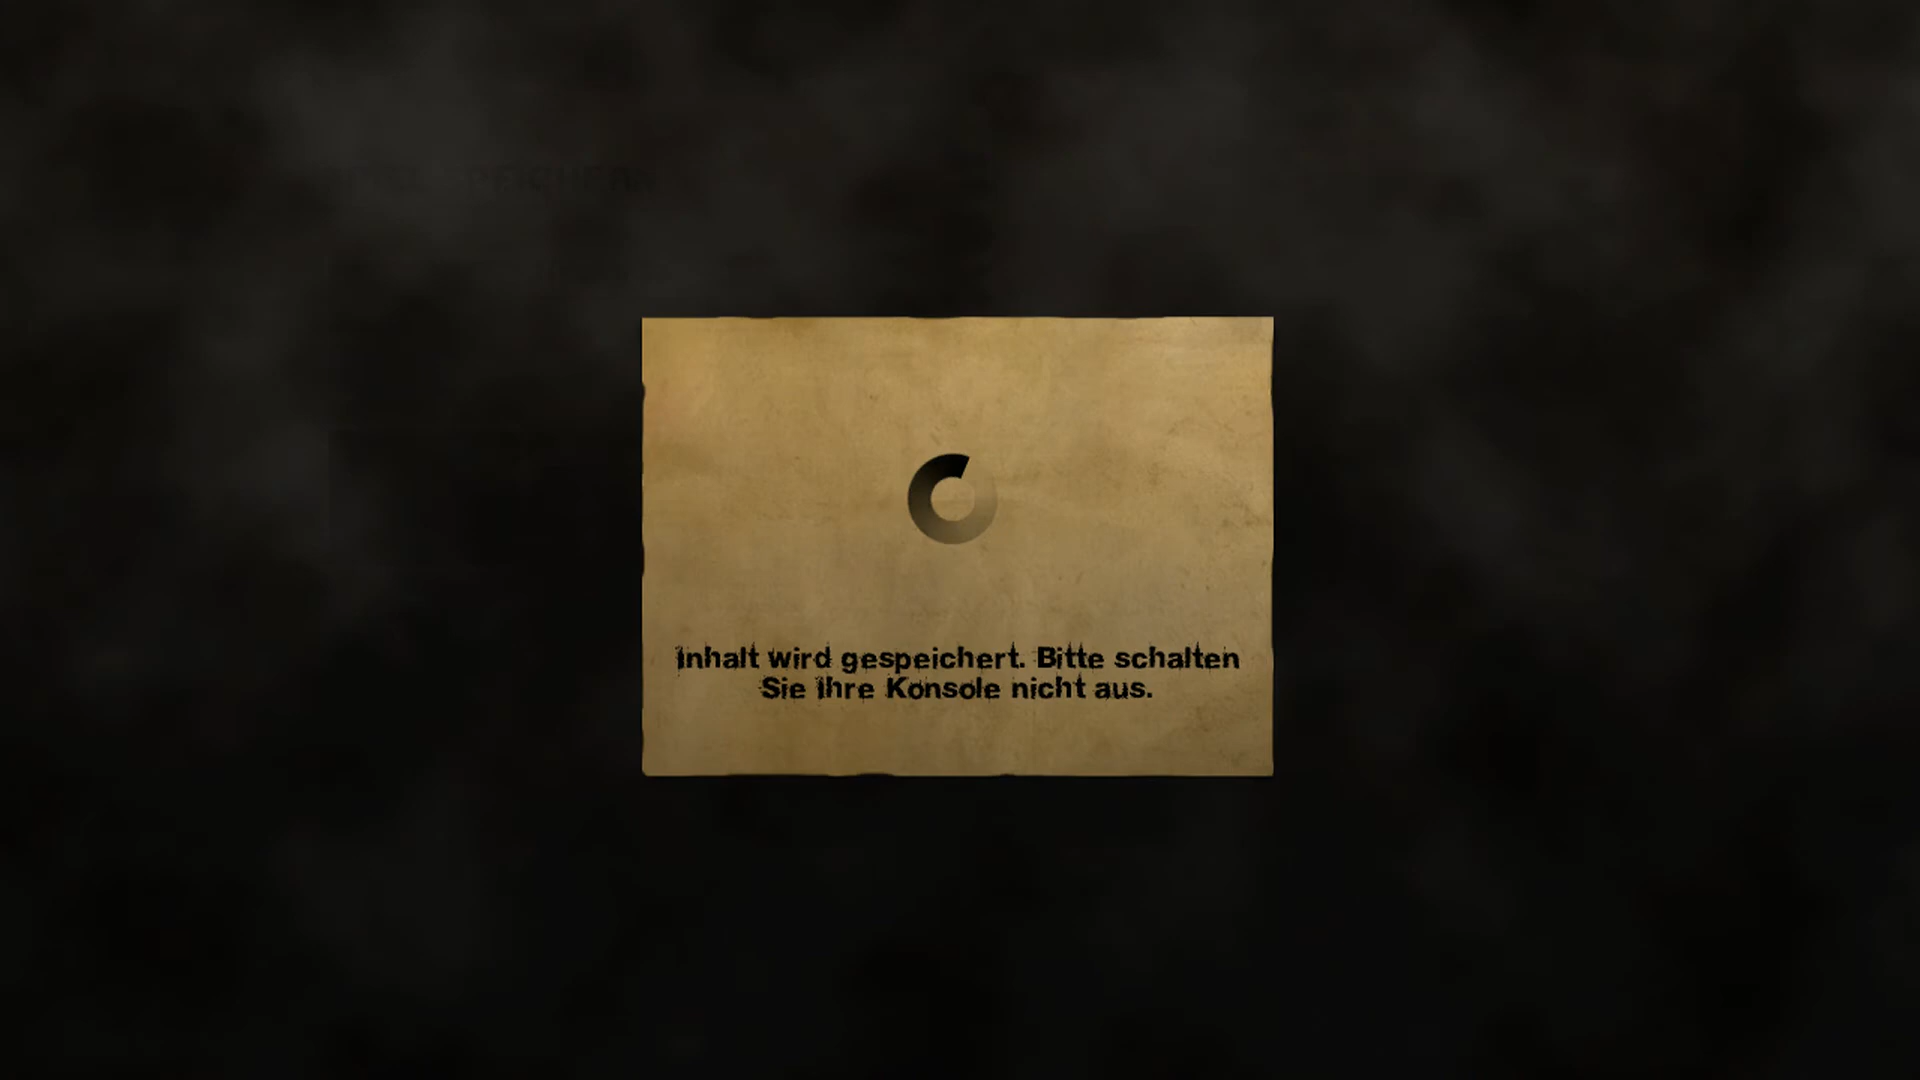 Inhalt wird gespeichert. Bitte schalten
Sie Ihre Konsole nicht aus.